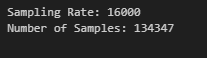 Sampling Rate: 16000
Number of Samples: 134347